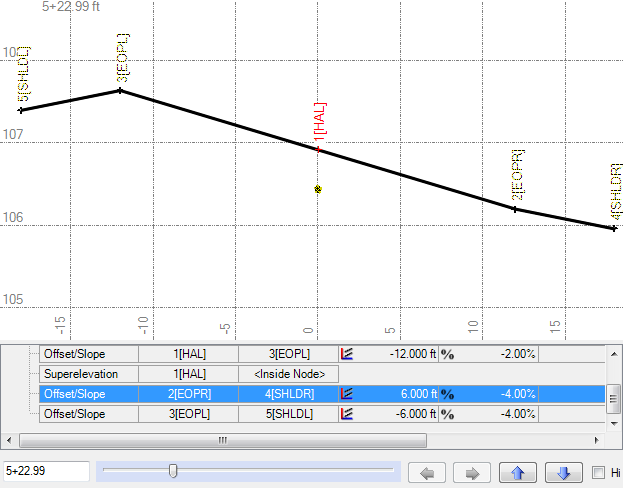 5+22.99 ft
108
5[SHLDL]
3[EOPL]
1[HAL]
107
2[EOPR]
4[SHLDR]
106
105
-15
-10
-5
0
5
10
15
Offset/Slope 1[HAL] 3[EOPL] -12.000 ft % -2.00%
Superelevation 1[HAL] <Inside Node>
Offset/Slope 2[EOPR] 4[SHLDR] 6.000 ft % -4.00%
Offset/Slope 3[EOPL] 5[SHLDL] -6.000 ft % -4.00%
5+22.99
Hi